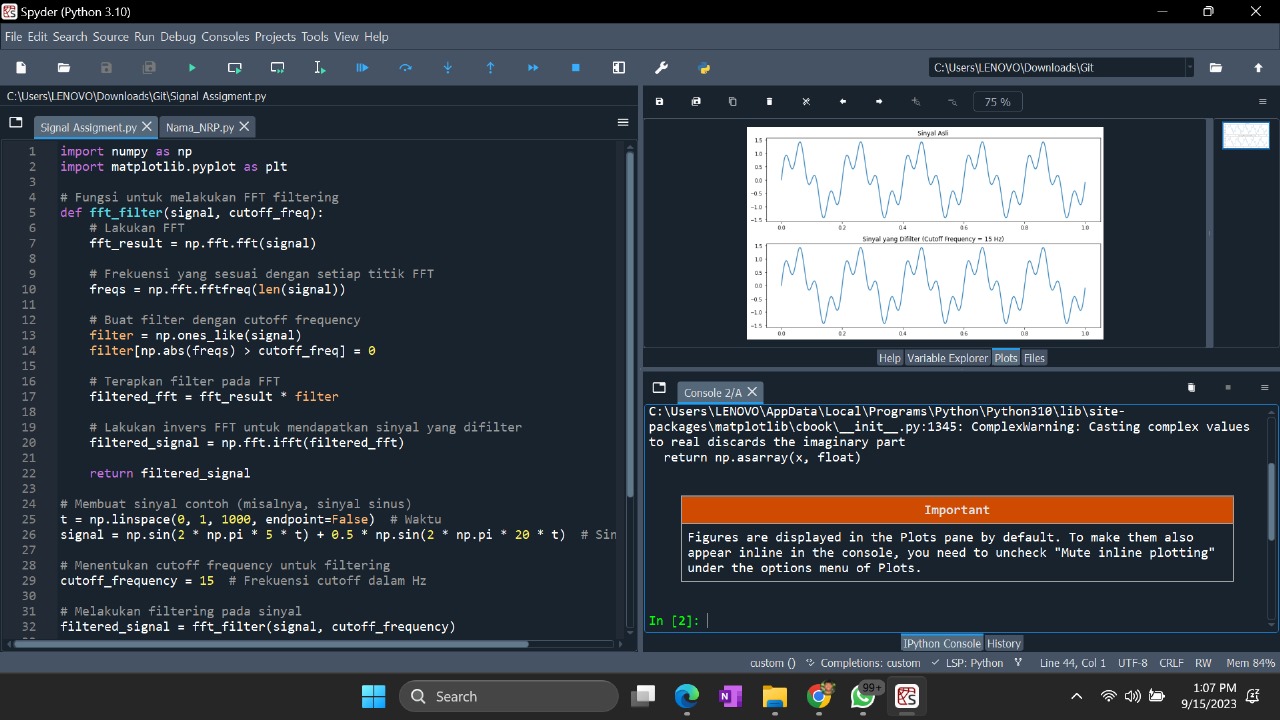 Spyder (Python 3.10)
File Edit Search Source Run Debug Consoles Projects Tools View Help
C:\Users\LENOVO\Downloads\Git
C:\Users\LENOVO\Downloads\Git\Signal Assigment.py
Signal Assigment.py
Nama_NRP.py
1 import numpy as np
2 import matplotlib.pyplot as plt
3
4 # Fungsi untuk melakukan FFT filtering
5 def fft_filter(signal, cutoff_freq):
6 # Lakukan FFT
7 fft_result = np.fft.fft(signal)
8
9 # Frekuensi yang sesuai dengan setiap titik FFT
10 freqs = np.fft.fftfreq(len(signal))
11
12 # Buat filter dengan cutoff frequency
13 filter = np.ones_like(signal)
14 filter[np.abs(freqs) > cutoff_freq] = 0
15
16 # Terapkan filter pada FFT
17 filtered_fft = fft_result * filter
18
19 # Lakukan invers FFT untuk mendapatkan sinyal yang difilter
20 filtered_signal = np.fft.ifft(filtered_fft)
21
22 return filtered_signal
23
24 # Membuat sinyal contoh (misalnya, sinyal sinus)
25 t = np.linspace(0, 1, 1000, endpoint=False) # Waktu
26 signal = np.sin(2 * np.pi * 5 * t) + 0.5 * np.sin(2 * np.pi * 20 * t) # Sin
27
28 # Menentukan cutoff frequency untuk filtering
29 cutoff_frequency = 15 # Frekuensi cutoff dalam Hz
30
31 # Melakukan filtering pada sinyal
32 filtered_signal = fft_filter(signal, cutoff_frequency)
75 %
Sinyal Asli
1.5
1.0
0.5
0.0
−0.5
−1.0
−1.5
0.0 0.2 0.4 0.6 0.8 1.0
Sinyal yang Difilter (Cutoff Frequency = 15 Hz)
1.5
1.0
0.5
0.0
−0.5
−1.0
−1.5
0.0 0.2 0.4 0.6 0.8 1.0
Help Variable Explorer Plots Files
Console 2/A
C:\Users\LENOVO\AppData\Local\Programs\Python\Python310\lib\site-
packages\matplotlib\cbook\__init__.py:1345: ComplexWarning: Casting complex values
to real discards the imaginary part
return np.asarray(x, float)
Important
Figures are displayed in the Plots pane by default. To make them also
appear inline in the console, you need to uncheck "Mute inline plotting"
under the options menu of Plots.
In [2]:
IPython Console History
custom () Completions: custom LSP: Python Line 44, Col 1 UTF-8 CRLF RW Mem 84%
Search
99+
1:07 PM
9/15/2023